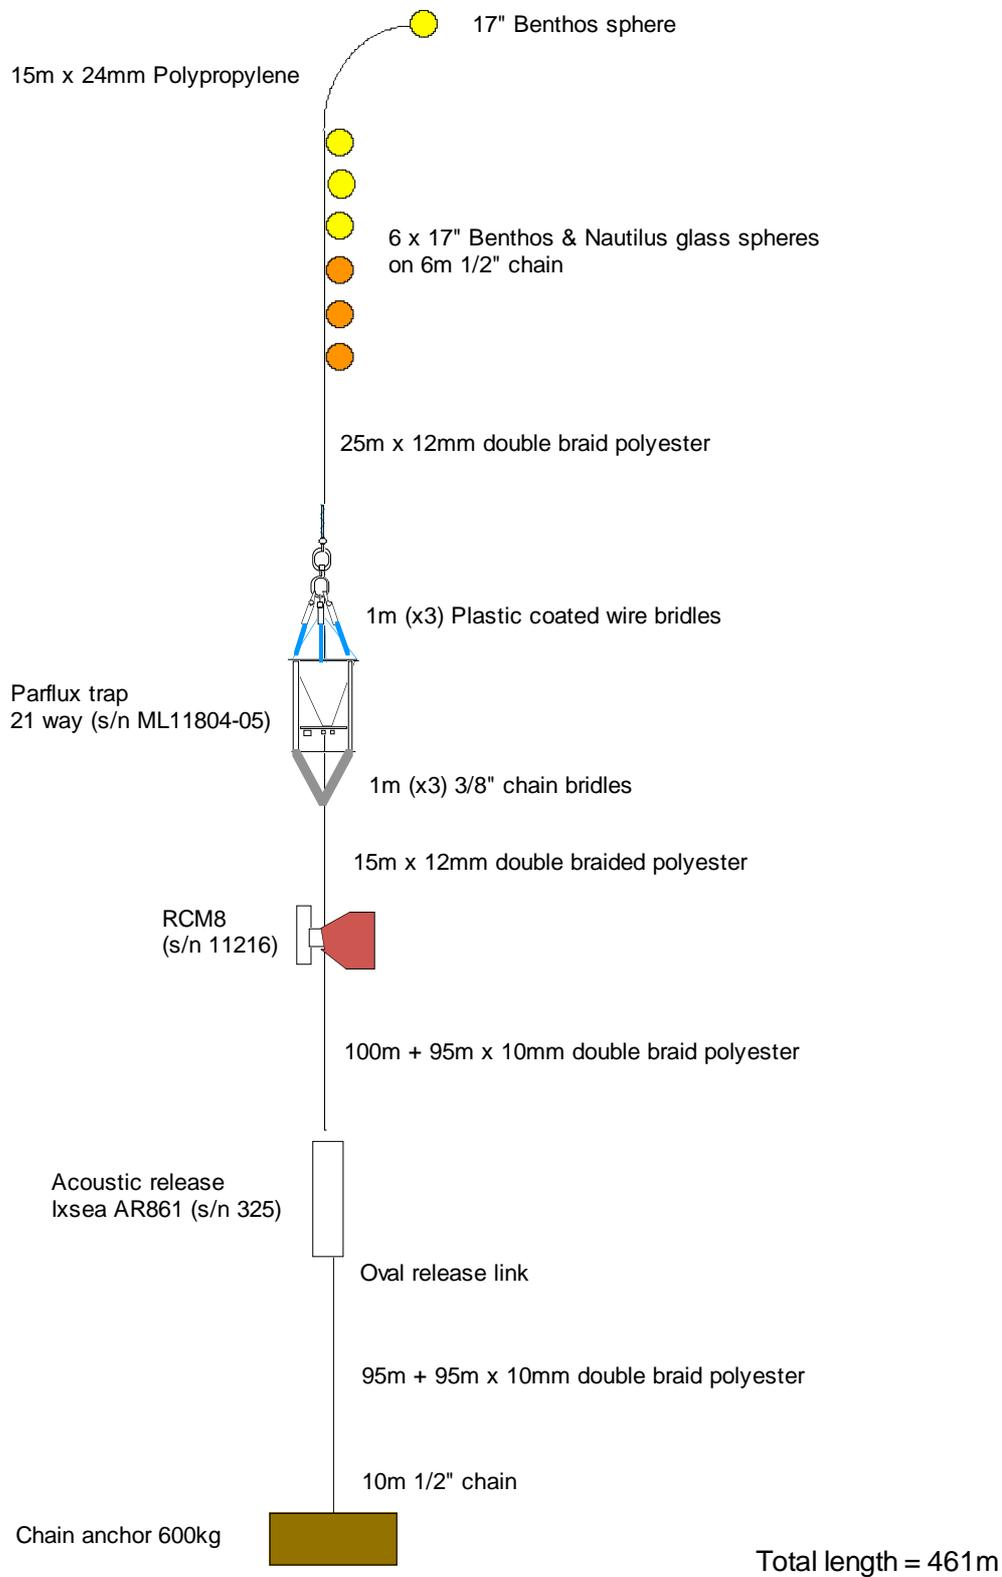 17" Benthos sphere
15m x 24mm Polypropylene
6 x 17" Benthos & Nautilus glass spheres
on 6m 1/2" chain
25m x 12mm double braid polyester
1m (x3) Plastic coated wire bridles
Parflux trap
21 way (s/n ML11804-05)
1m (x3) 3/8" chain bridles
15m x 12mm double braided polyester
RCM8
(s/n 11216)
100m + 95m x 10mm double braid polyester
Acoustic release
Ixsea AR861 (s/n 325)
Oval release link
95m + 95m x 10mm double braid polyester
10m 1/2" chain
Chain anchor 600kg
Total length = 461m